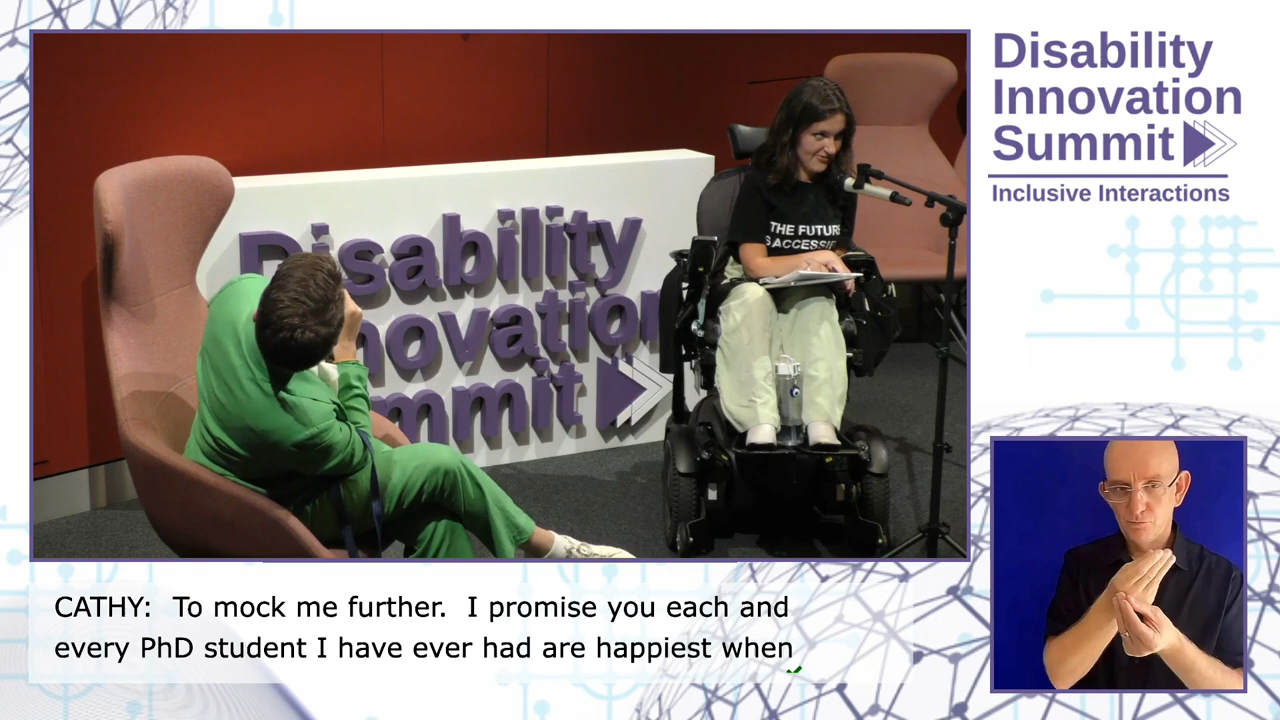 Disability
Innovation
Summit
THE FUTURE
Disability
Innovation
Summit
Inclusive Interactions
CATHY: To mock me further. I promise you each and
every PhD student I have ever had are happiest when